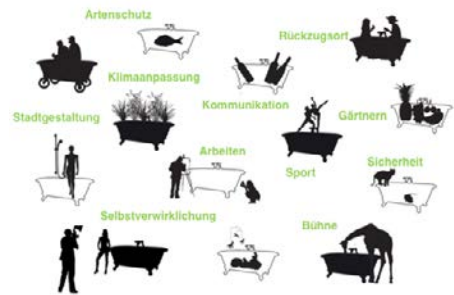 Artenschutz
Rückzugsort
Klimaanpassung
Kommunikation
Stadtgestaltung
Gärtnern
Arbeiten
Sicherheit
Sport
Selbstverwirklichung
Bühne